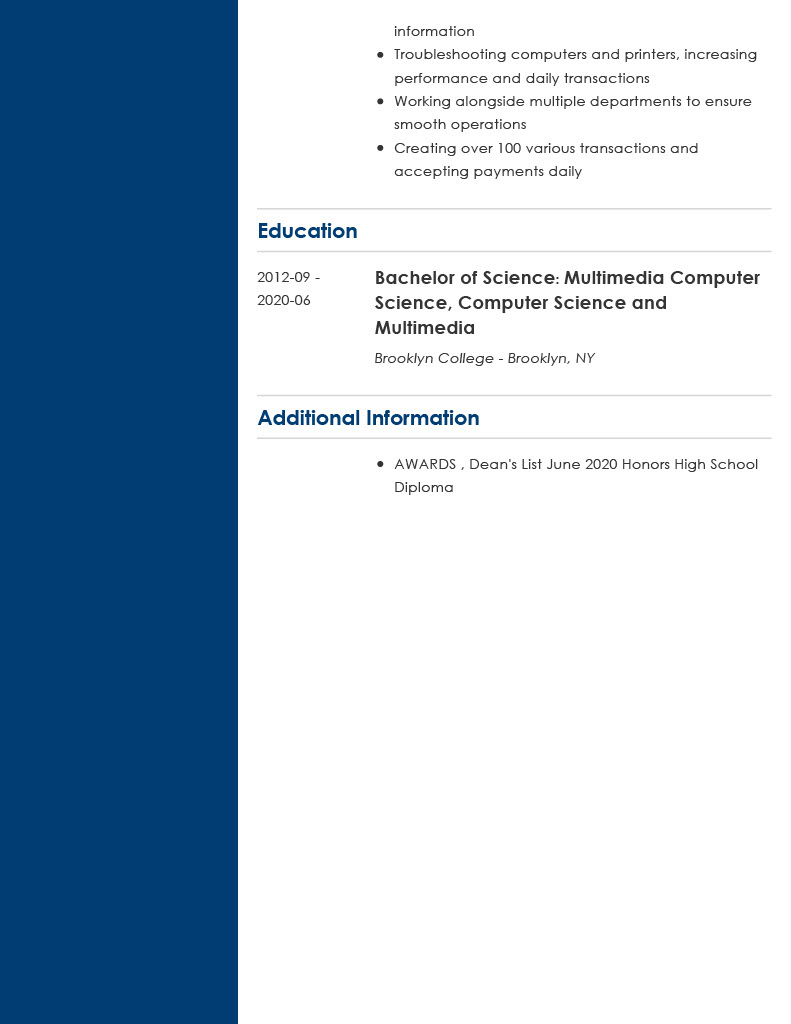 information
• Troubleshooting computers and printers, increasing
performance and daily transactions
• Working alongside multiple departments to ensure
smooth operations
• Creating over 100 various transactions and
accepting payments daily
Education
2012-09 -
2020-06
Bachelor of Science: Multimedia Computer
Science, Computer Science and
Multimedia
Brooklyn College - Brooklyn, NY
Additional Information
• AWARDS , Dean's List June 2020 Honors High School
Diploma